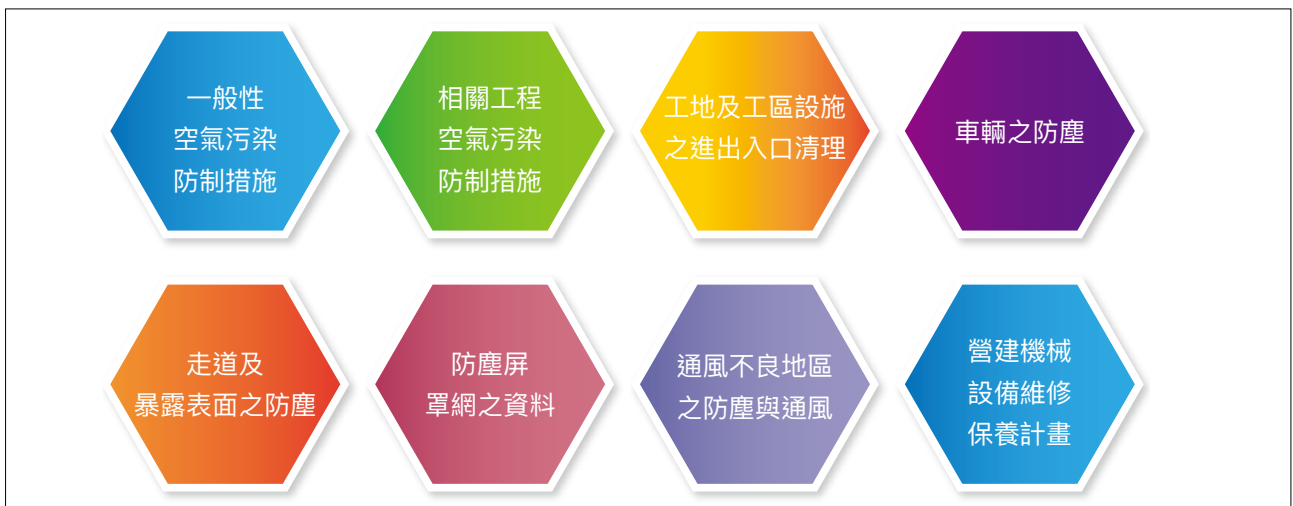 一般性
空氣污染
防制措施
相關工程
空氣污染
防制措施
工地及工區設施
之進出入口清理
車輛之防塵
走道及
暴露表面之防塵
防塵屏
罩網之資料
通風不良地區
之防塵與通風
營建機械
設備維修
保養計畫